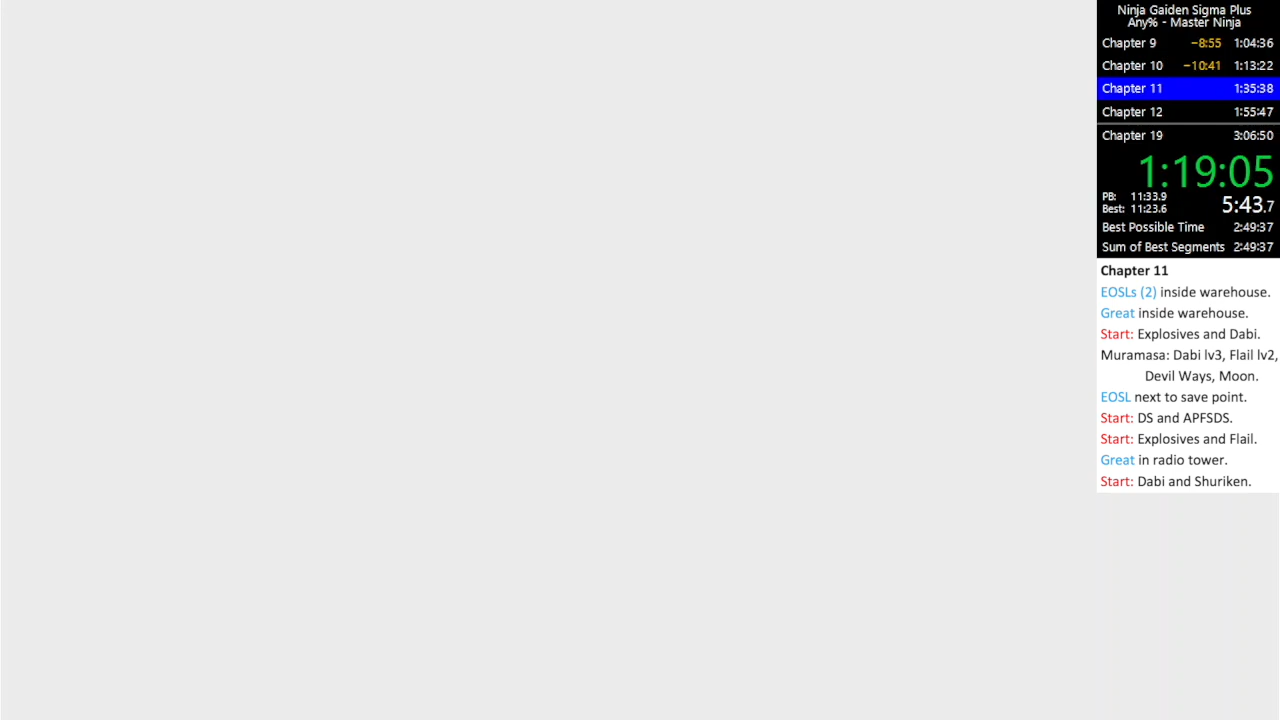 Ninja Gaiden Sigma Plus
Any% - Master Ninja
Chapter 9 −8:55 1:04:36
Chapter 10 −10:41 1:13:22
Chapter 11 1:35:38
Chapter 12 1:55:47
Chapter 19 3:06:50
1:19:05
PB: 11:33.9
Best: 11:23.6 5:43.7
Best Possible Time 2:49:37
Sum of Best Segments 2:49:37
Chapter 11
EOSLs (2) inside warehouse.
Great inside warehouse.
Start: Explosives and Dabi.
Muramasa: Dabi lv3, Flail lv2,
Devil Ways, Moon.
EOSL next to save point.
Start: DS and APFSDS.
Start: Explosives and Flail.
Great in radio tower.
Start: Dabi and Shuriken.